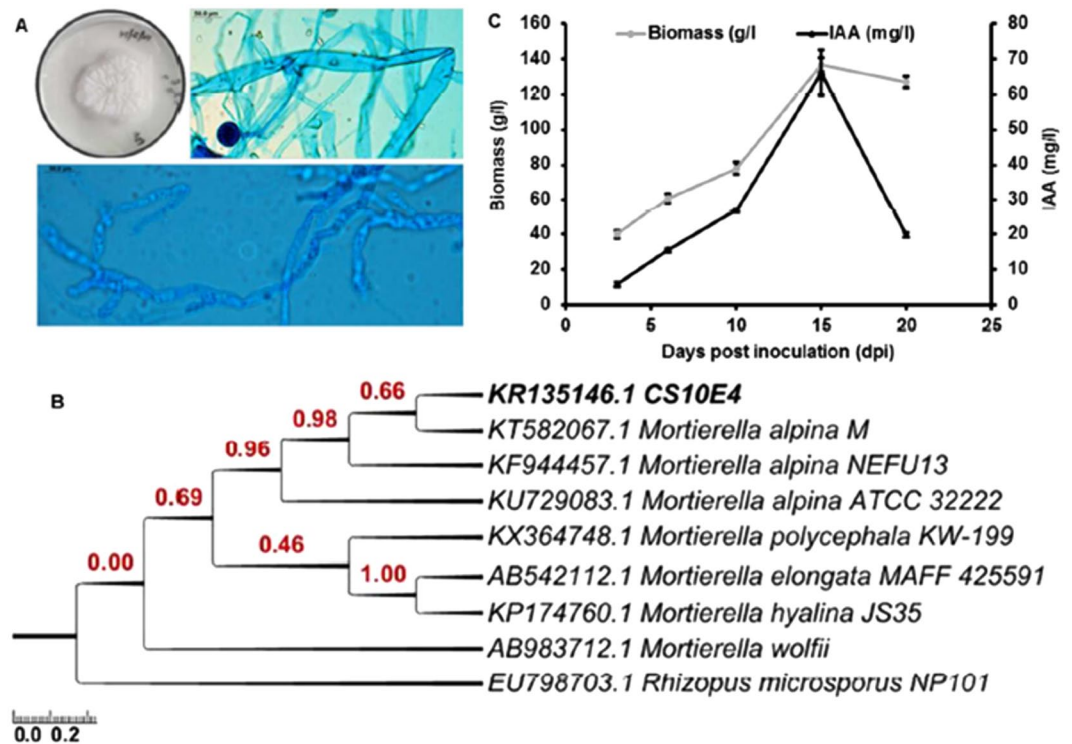 A
C
160
140
120
100
80
60
40
20
0
Biomass (g/l)
Biomass (g/l
IAA (mg/l)
80
70
60
50
40
30
20
10
0
IAA (mg/l)
0 5 10 15 20 25
Days post inoculation (dpi)
B
0.66
0.98
0.96
0.69
0.46
0.00
1.00
KR135146.1 CS10E4
KT582067.1 Mortierella alpina M
KF944457.1 Mortierella alpina NEFU13
KU729083.1 Mortierella alpina ATCC 32222
KX364748.1 Mortierella polycephala KW-199
AB542112.1 Mortierella elongata MAFF 425591
KP174760.1 Mortierella hyalina JS35
AB983712.1 Mortierella wolfii
EU798703.1 Rhizopus microsporus NP101
0.0 0.2